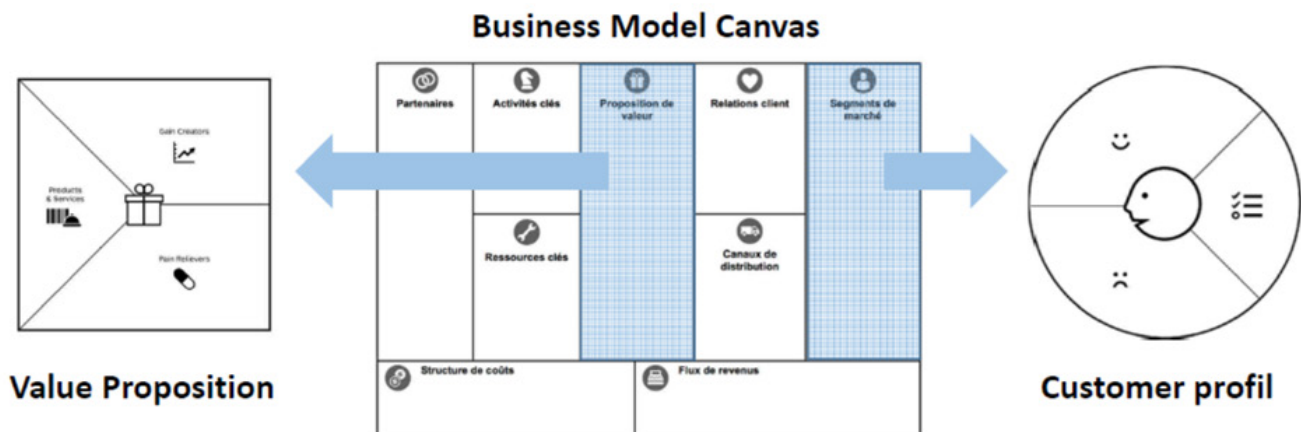 Business Model Canvas
Gain Creators
Products
& Services
Pain Relievers
Value Proposition
Partenaires
Activités clés
Proposition de
valeur
Relations client
Segments de
marché
Ressources clés
Canaux de
distribution
Structure de coûts
Flux de revenus
Customer profil